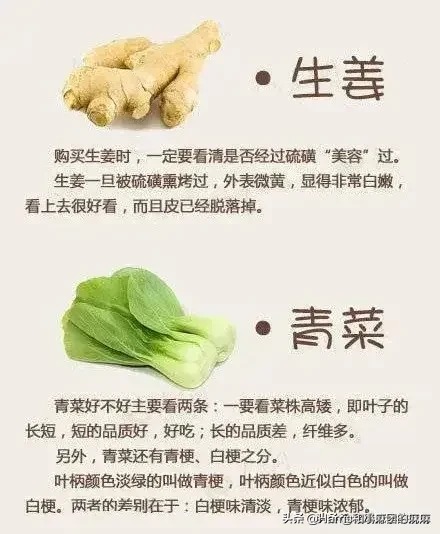 • 生姜
购买生姜时，一定要看清是否经过硫磺“美容”过。
生姜一旦被硫磺熏烤过，外表微黄，显得非常白嫩，
看上去很好看，而且皮已经脱落掉。
• 青菜
青菜好不好主要看两条：一要看菜株高矮，即叶子的
长短，短的品质好，好吃；长的品质差，纤维多。
另外，青菜还有青梗、白梗之分。
叶柄颜色淡绿的叫做青梗，叶柄颜色近似白色的叫做
白梗。两者的差别在于：白梗味清淡，青梗味浓郁。
头条